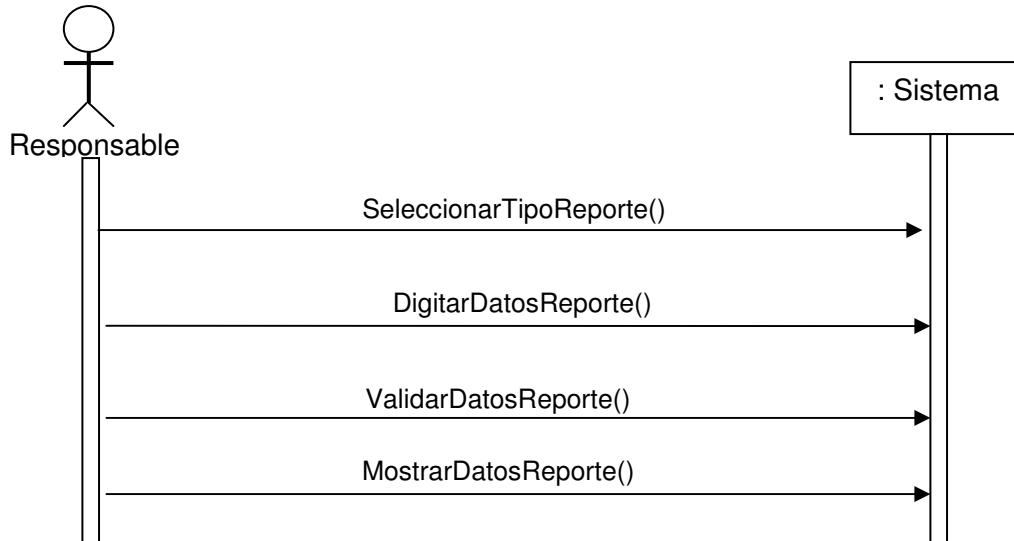 : Sistema
Responsable
SeleccionarTipoReporte()
DigitarDatosReporte()
ValidarDatosReporte()
MostrarDatosReporte()